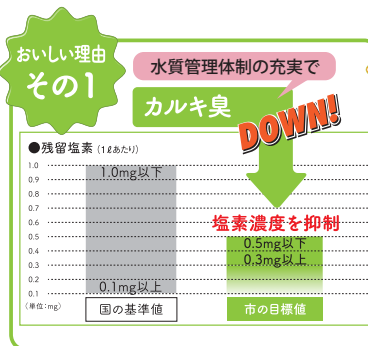 おいしい理由
その1
水質管理体制の充実で
カルキ臭
DOWN!
●残留塩素(1ℓあたり)
塩素濃度を抑制
1.0
0.9
0.8
0.7
0.6
0.5
0.4
0.3
0.2
0.1
(単位:mg)
1.0mg以下
0.1mg以上
国の基準値
0.5mg以下
0.3mg以上
市の目標値